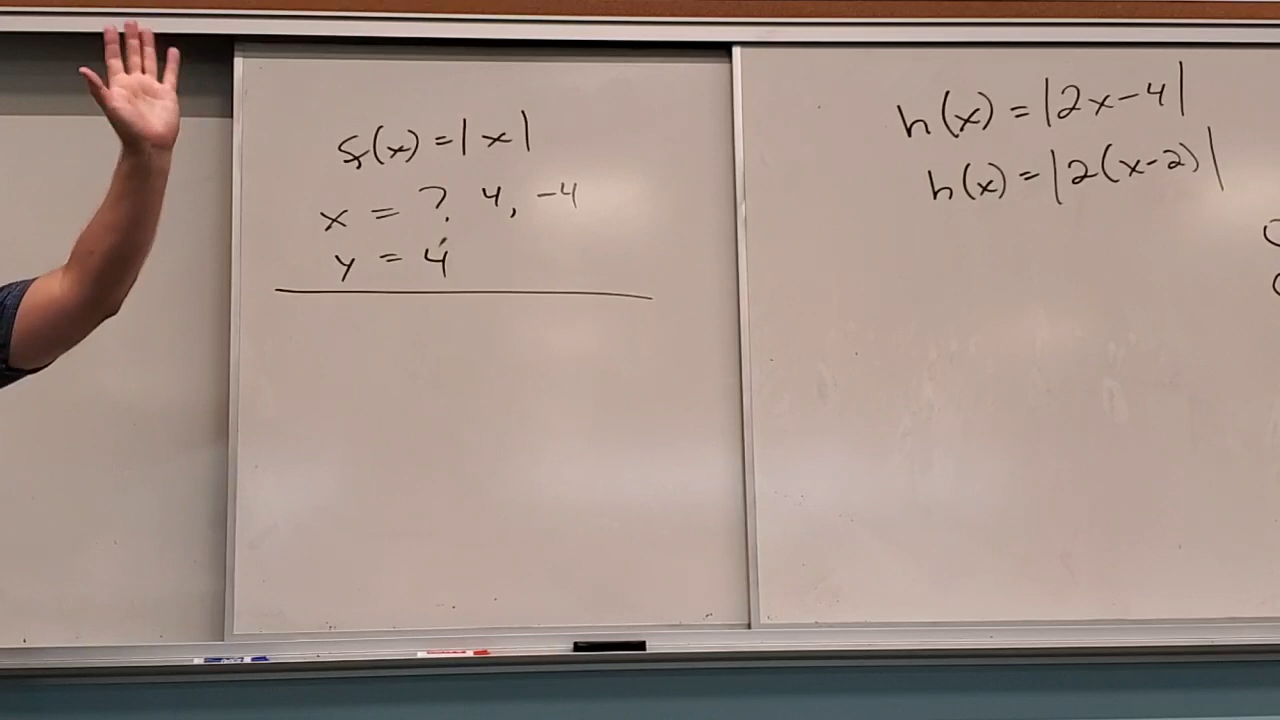 f(x) = |x|
x = ? 4, -4
y = 4
h(x) = |2x-4|
h(x) = |2(x-2)|